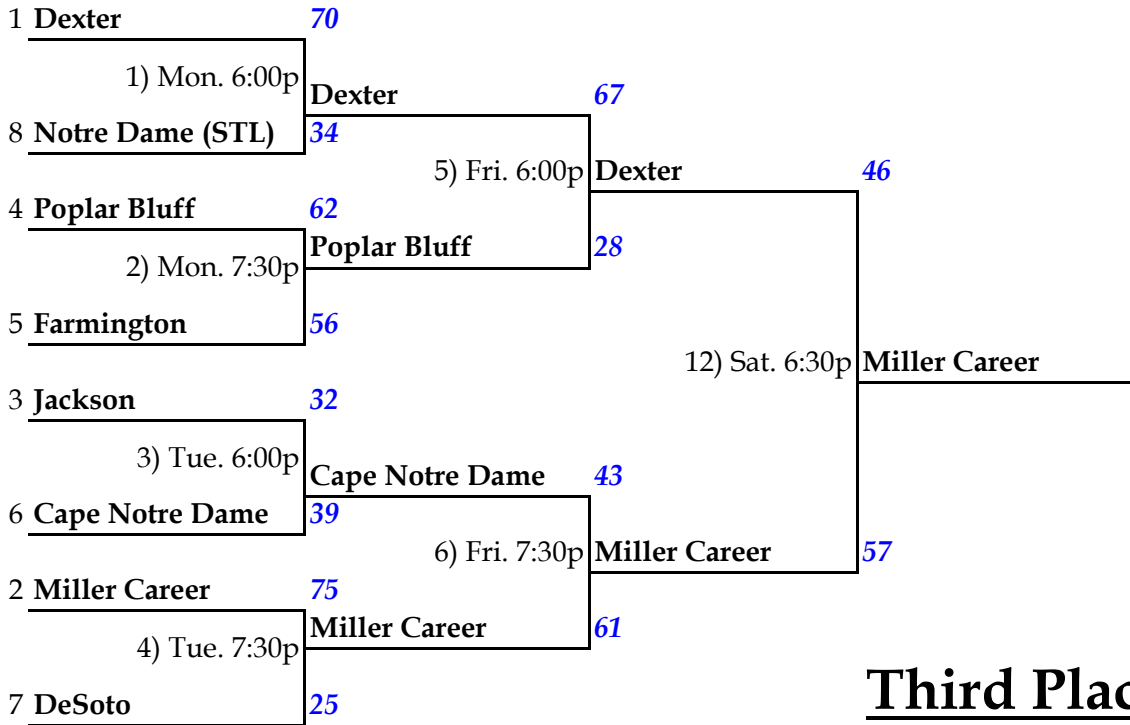 1 Dexter 70
1) Mon. 6:00p
Dexter 67
8 Notre Dame (STL) 34
5) Fri. 6:00p Dexter 46
4 Poplar Bluff 62
2) Mon. 7:30p
Poplar Bluff 28
5 Farmington 56
12) Sat. 6:30p Miller Career
3 Jackson 32
3) Tue. 6:00p
Cape Notre Dame 43
6 Cape Notre Dame 39
6) Fri. 7:30p Miller Career 57
2 Miller Career 75
4) Tue. 7:30p
Miller Career 61
7 DeSoto 25
Third Plac